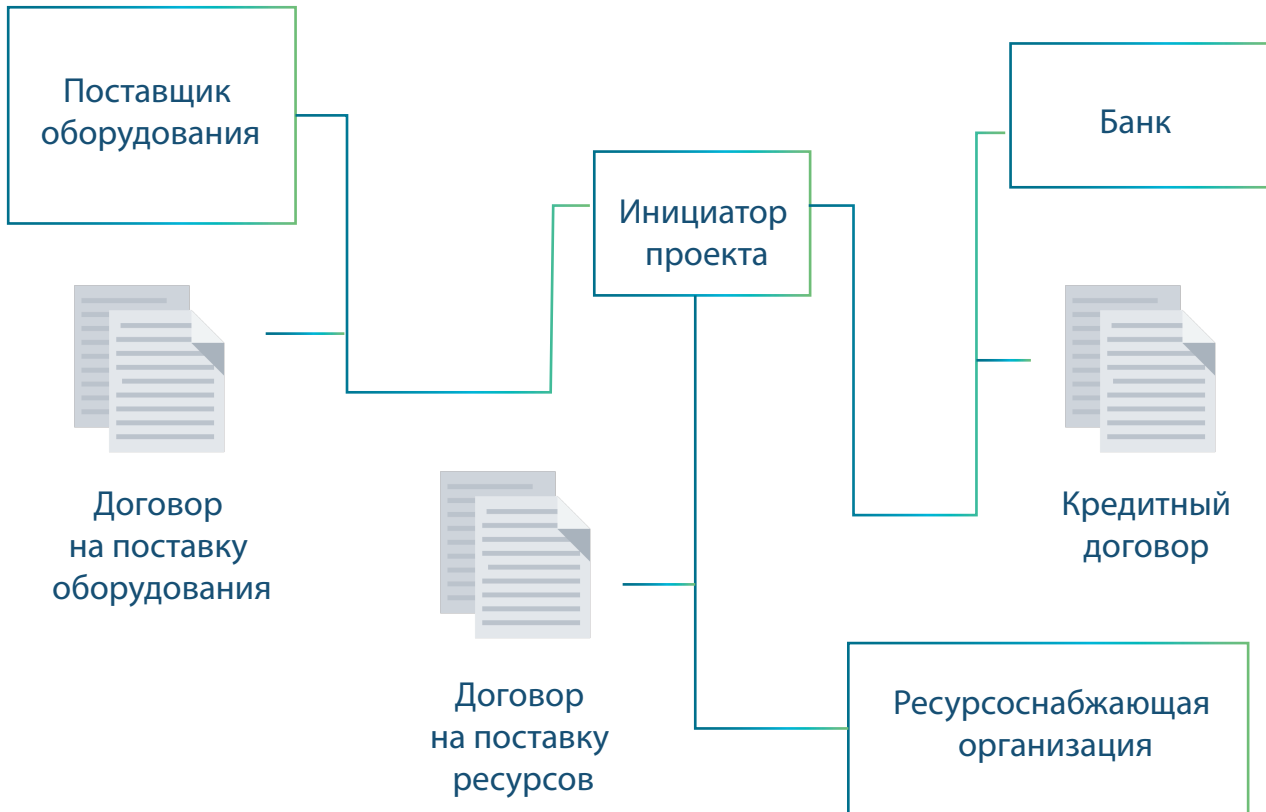 Поставщик
оборудования
Банк
Инициатор
проекта
Договор
на поставку
оборудования
Кредитный
договор
Договор
на поставку
ресурсов
Ресурсоснабжающая
организация